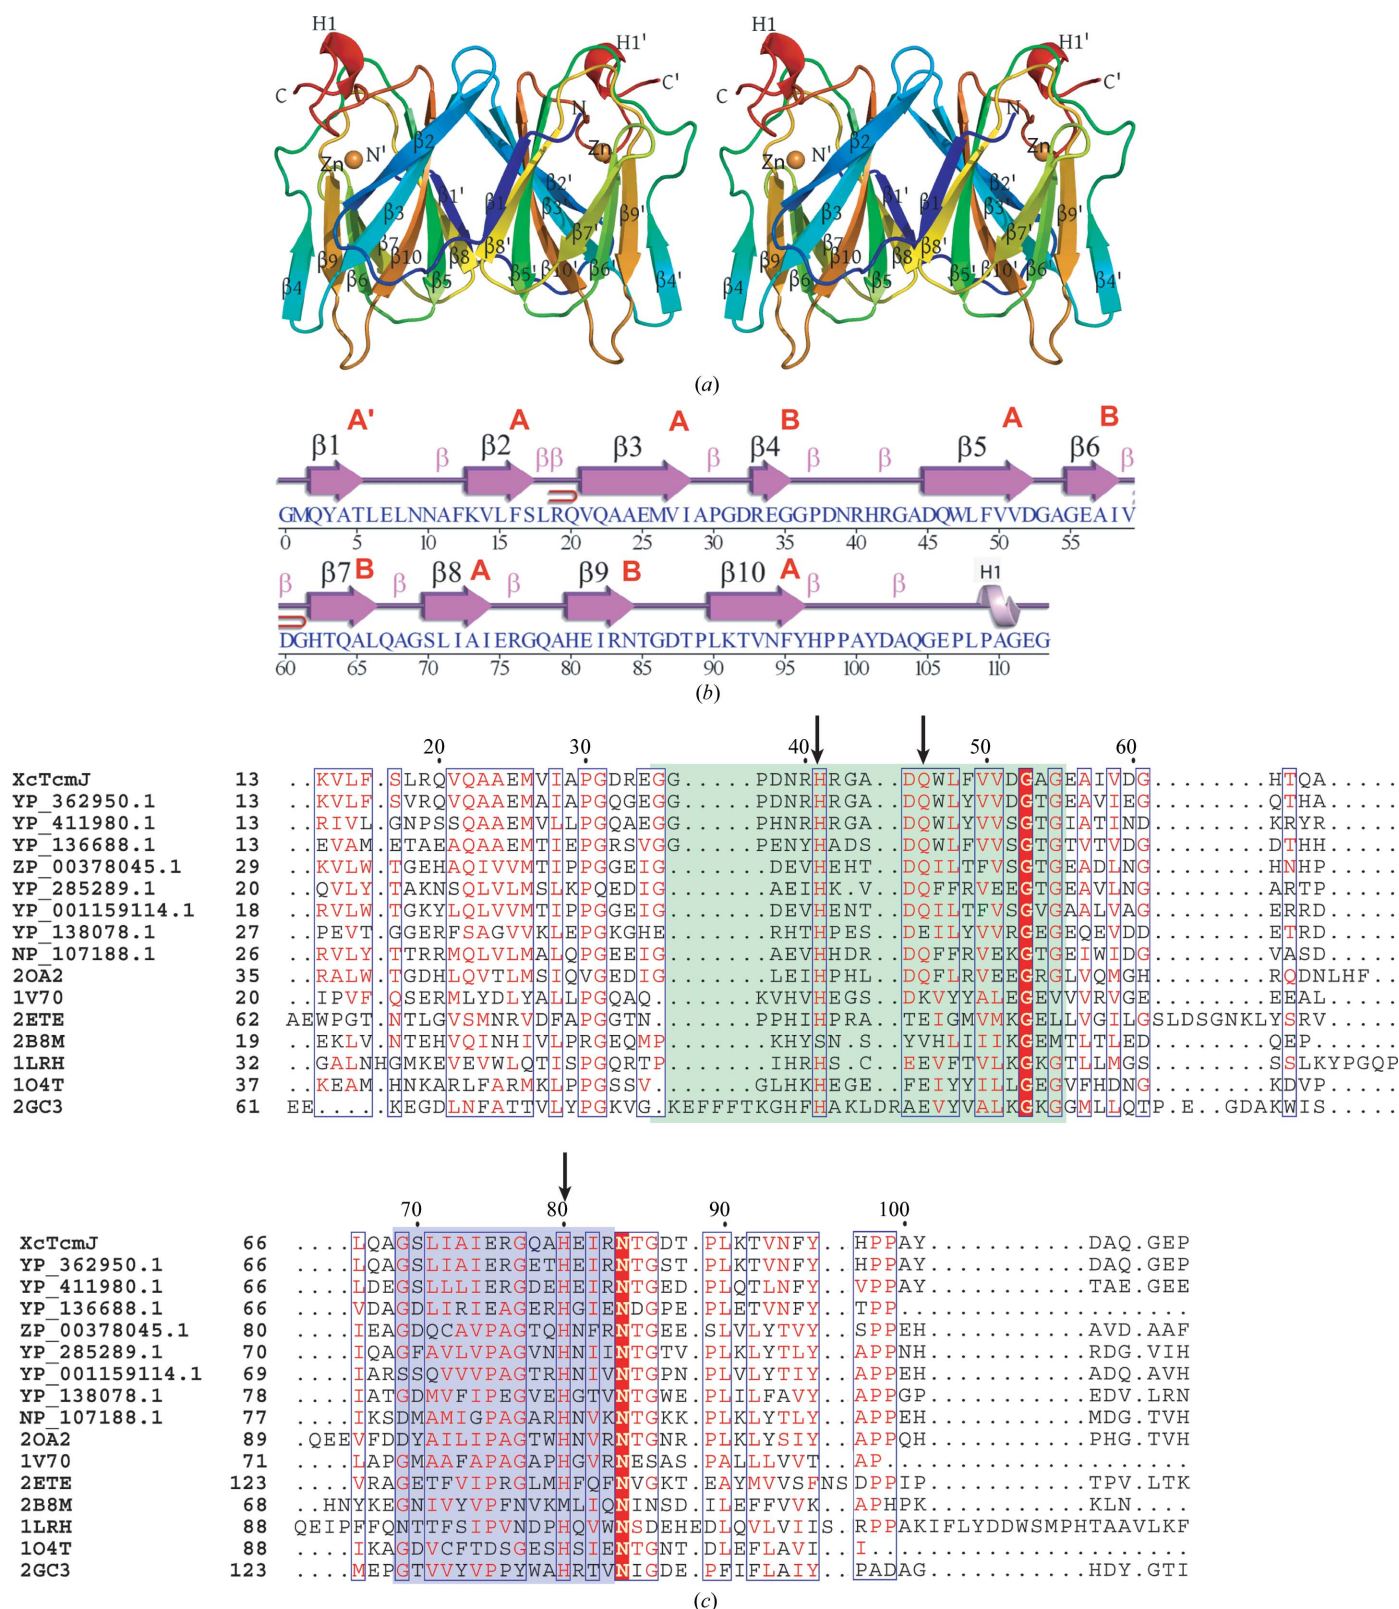 H1 H1' H1 H1'
C C' C C'
N N
β2 β2
Zn N' Zn Zn N' Zn
β1' β1 β2' β1' β1 β2'
β3 β3' β9' β3 β3' β9'
β7 β8' β7' β7 β8' β7'
β9 β10 β8 β9 β10 β8
β4 β6 β5 β5' β10' β6' β4' β4 β6 β5 β5' β10' β6' β4'
(a)
A' A A B A B
β1 β β2 ββ β3 β β4 β β β5 β6 β
GMQYATLELNNAFKVLFSLRQVQAAEMVIAPGDREGGPDNRHRGADQWLFVVDGAGEAIV
0 5 10 15 20 25 30 35 40 45 50 55
β β7 B β β8 A β β9 B β10 A β β H1
DGHTQALQAGSLIAIERGQAHEIRNTGDTPLKTVNFYHPPAYDAQGEPLPAGEG
60 65 70 75 80 85 90 95 100 105 110
(b)
20 30 40 50 60
XcTcmJ 13 ..KVLF.SLRQVQAAEMVIAPGDREGG.....PDNRHRGA..DQWLFVVDGAGEAIVDG........HTQA.....
YP_362950.1 13 ..KVLF.SVRQVQAAEMAIAPGQGEGG.....PDNRHRGA..DQWLYVVDGTGEAVIEG........QTHA.....
YP_411980.1 13 ..RIVL.GNPSSQAAEMVLLPGQAEGG.....PHNRHRGA..DQWLYVVSGTGIATIND........KRYR.....
YP_136688.1 13 ..EVAM.ETAEAQAAEMTIEPGRSVGG.....PENYHADS..DQWLFVVSGTGTVTVDG........DTHH.....
ZP_00378045.1 29 ..KVLW.TGEHAQIVVMTIPPGGEIG......DEVHEHT..DQILTFVSGTGEADLNG........HNHP.....
YP_285289.1 20 ..QVLY.TAKNSQLVLMSLKPQEDIG......AEIHK.V..DQFFRVEEGTGEAVLNG........ARTP.....
YP_001159114.1 18 ..RVLW.TGKYLQLVVMTIPPGGEIG......DEVHENT..DQILTFVSGVGAALVAG........ERRD.....
YP_138078.1 27 ..PEVT.GGERFSAGVVKLEPGKGHE......RHTHPES..DEILYVVRGEGEQEVDD........ETRD.....
NP_107188.1 26 ..RVLY.TTRRMQLVLMALQPGEEIG......AEVHHDR..DQFFRVEKGTGEIWIDG........VASD.....
2OA2 35 ..RALW.TGDHLQVTLMSIQVGEDIG......LEIHPHL..DQFLRVEEGRGLVQMGH........RQDNLHF..
1V70 20 ..IPVF.QSERMLYDLYALLPGQAQ.......KVHVHEGS..DKVYYALEGEVVVRVGE........EEAL.....
2ETE 62 AEWPGT.NTLGVSMNRVDFAPGGTN.......PPHIHPRA..TEIGMVMKGELLVGILGSLDSGNKLYSRV.....
2B8M 19 ..EKLV.NTEHVQINHIVLPRGEQMP......KHYSN.S..YVHLIIIKGEMTLTLED........QEP......
1LRH 32 ..GALNHGMKEVEVWLQTISPGQRTP......IHRHS.C..EEVFTVLKGKGTLLMGS........SSLKYPGQP
1O4T 37 ..KEAM.HNKARLFARMKLPPGSSV.......GLHKHEGE..FEIYYILLGEGVFHDNG........KDVP.....
2GC3 61 EE.....KEGDLNFATTVLYPGKVG.KEFFFTKGHFHAKLDRAEVYVALKGKGGMLLQTP.E..GDAKWIS.....
70 80 90 100
XcTcmJ 66 ....LQAGSLIAIERGQAHEIRNTGDT.PLKTVNFY..HPPAY...........DAQ.GEP
YP_362950.1 66 ....LQAGSLIAIERGETHEIRNTGST.PLKTVNFY..HPPAY...........DAQ.GEP
YP_411980.1 66 ....LDEGSLLLIERGDEHEIRNTGED.PLQTLNFY..VPPAY...........TAE.GEE
YP_136688.1 66 ....VDAGDLIRIEAGERHGIENDGPE.PLETVNFY..TPP....................
ZP_00378045.1 80 ....IEAGDQCAVPAGTQHNFRNTGEE.SLVLYTVY..SPPEH...........AVD.AAF
YP_285289.1 70 ....IQAGFAVLVPAGVNHNIINTGTV.PLKLYTLY..APPNH...........RDG.VIH
YP_001159114.1 69 ....IARSSQVVVVPAGTRHNIVNTGPN.PLVLYTIY..APPEH...........ADQ.AVH
YP_138078.1 78 ....IATGDMVFIPEGVEHGTVNTGWE.PLILFAVY..APPGP...........EDV.LRN
NP_107188.1 77 ....IKSDMAMIGPAGARHNVKNTGKK.PLKLYTLY..APPEH...........MDG.TVH
2OA2 89 .QEEVFDDYAILIPAGTWHNVRNTGNR.PLKLYSIY..APPQH...........PHG.TVH
1V70 71 ....LAPGMAAFAPAGAPHGVRNESAS.PALLLVVT..AP.....................
2ETE 123 ....VRAGETFVIPRGLMHFQFNVGKT.EAYMVVSFNSDPPIP...........TPV.LTK
2B8M 68 ..HNYKEGNIVYVPFNVKMLIQNINSD.ILEFFVVK..APHPK...........KLN....
1LRH 88 QEIPFFQNTTFSIPVNDPHQVWNSDEHEDLQVLVIIS.RPPAKIFLYDDWSMPHTAAVLKF
1O4T 88 ....IKAGDVCFTDSGESHSIENTGNT.DLEFLAVI..I......................
2GC3 123 ....MEPGTVVYVPPYWAHRTVNIGDE.PFIFLAIY..PADAG...........HDY.GTI
(c)